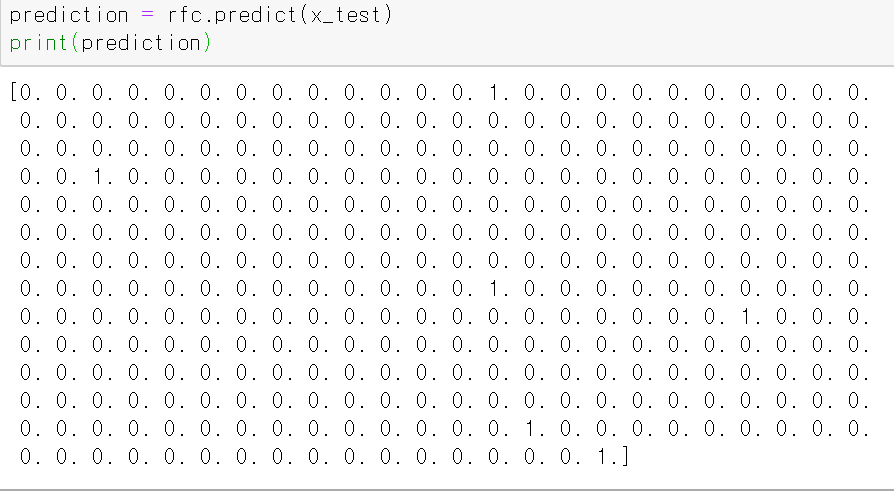 prediction = rfc.predict(x_test)
print(prediction)
[0. 0. 0. 0. 0. 0. 0. 0. 0. 0. 0. 0. 0. 1. 0. 0. 0. 0. 0. 0. 0. 0. 0. 0.
0. 0. 0. 0. 0. 0. 0. 0. 0. 0. 0. 0. 0. 0. 0. 0. 0. 0. 0. 0. 0. 0. 0. 0.
0. 0. 0. 0. 0. 0. 0. 0. 0. 0. 0. 0. 0. 0. 0. 0. 0. 0. 0. 0. 0. 0. 0. 0.
0. 0. 1. 0. 0. 0. 0. 0. 0. 0. 0. 0. 0. 0. 0. 0. 0. 0. 0. 0. 0. 0. 0. 0.
0. 0. 0. 0. 0. 0. 0. 0. 0. 0. 0. 0. 0. 0. 0. 0. 0. 0. 0. 0. 0. 0. 0. 0.
0. 0. 0. 0. 0. 0. 0. 0. 0. 0. 0. 0. 0. 0. 0. 0. 0. 0. 0. 0. 0. 0. 0. 0.
0. 0. 0. 0. 0. 0. 0. 0. 0. 0. 0. 0. 0. 0. 0. 0. 0. 0. 0. 0. 0. 0. 0. 0.
0. 0. 0. 0. 0. 0. 0. 0. 0. 0. 0. 0. 0. 1. 0. 0. 0. 0. 0. 0. 0. 0. 0. 0.
0. 0. 0. 0. 0. 0. 0. 0. 0. 0. 0. 0. 0. 0. 0. 0. 0. 0. 0. 0. 1. 0. 0. 0.
0. 0. 0. 0. 0. 0. 0. 0. 0. 0. 0. 0. 0. 0. 0. 0. 0. 0. 0. 0. 0. 0. 0. 0.
0. 0. 0. 0. 0. 0. 0. 0. 0. 0. 0. 0. 0. 0. 0. 0. 0. 0. 0. 0. 0. 0. 0. 0.
0. 0. 0. 0. 0. 0. 0. 0. 0. 0. 0. 0. 0. 0. 0. 0. 0. 0. 0. 0. 0. 0. 0. 0.
0. 0. 0. 0. 0. 0. 0. 0. 0. 0. 0. 0. 0. 0. 1. 0. 0. 0. 0. 0. 0. 0. 0. 0.
0. 0. 0. 0. 0. 0. 0. 0. 0. 0. 0. 0. 0. 0. 0. 0. 1.]